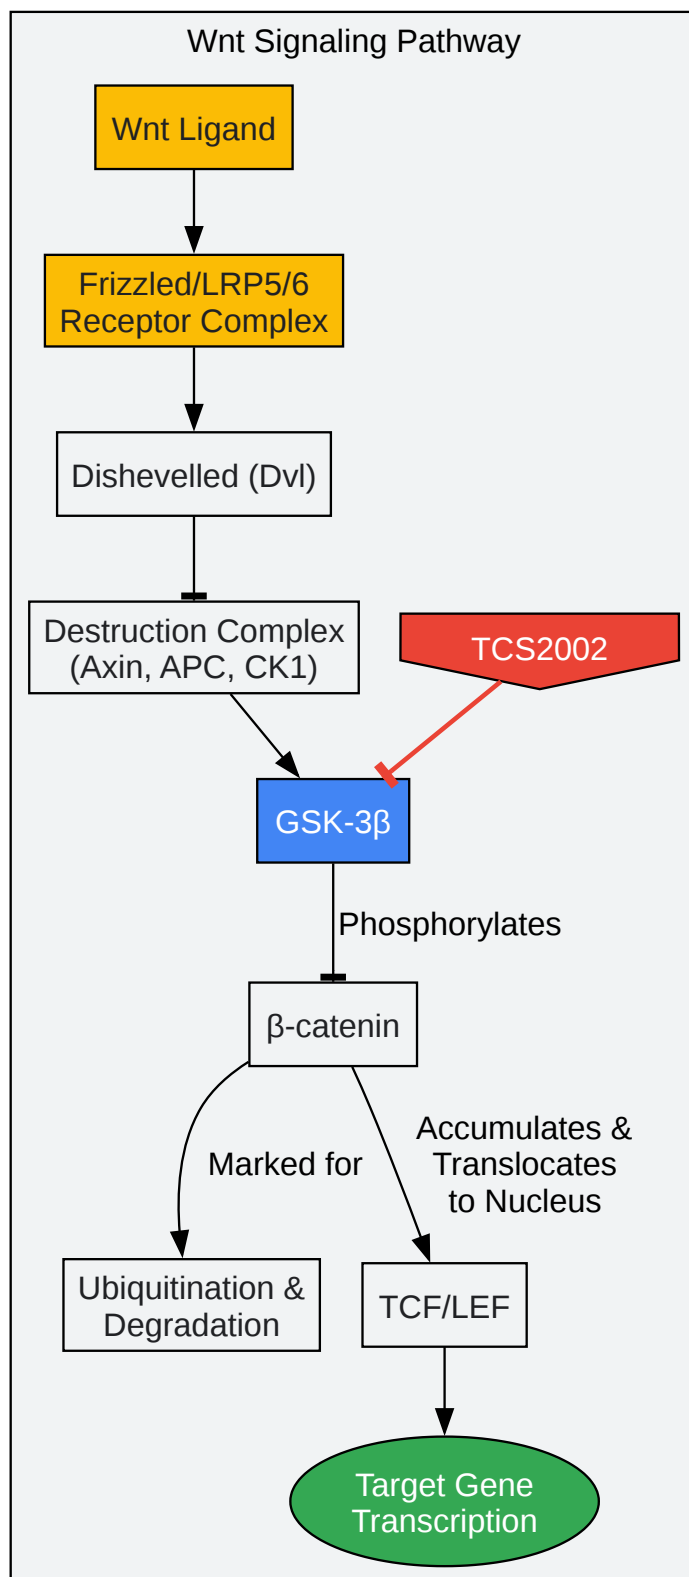 Wnt Signaling Pathway
Wnt Ligand
Frizzled/LRP5/6
Receptor Complex
Dishevelled (Dvl)
Destruction Complex
(Axin, APC, CK1)
TCS2002
GSK-3β
Phosphorylates
β-catenin
Marked for
Accumulates &
Translocates
to Nucleus
Ubiquitination &
Degradation
TCF/LEF
Target Gene
Transcription